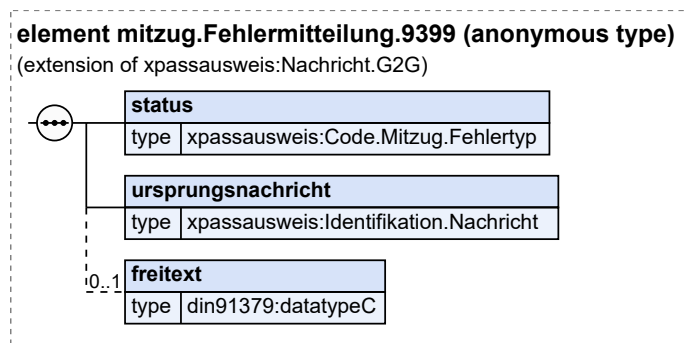 element mitzug.Fehlermitteilung.9399 (anonymous type)
(extension of xpassausweis:Nachricht.G2G)
status
type xpassausweis:Code.Mitzug.Fehlertyp
ursprungsnachricht
type xpassausweis:Identifikation.Nachricht
0..1
freitext
type din91379:datatypeC